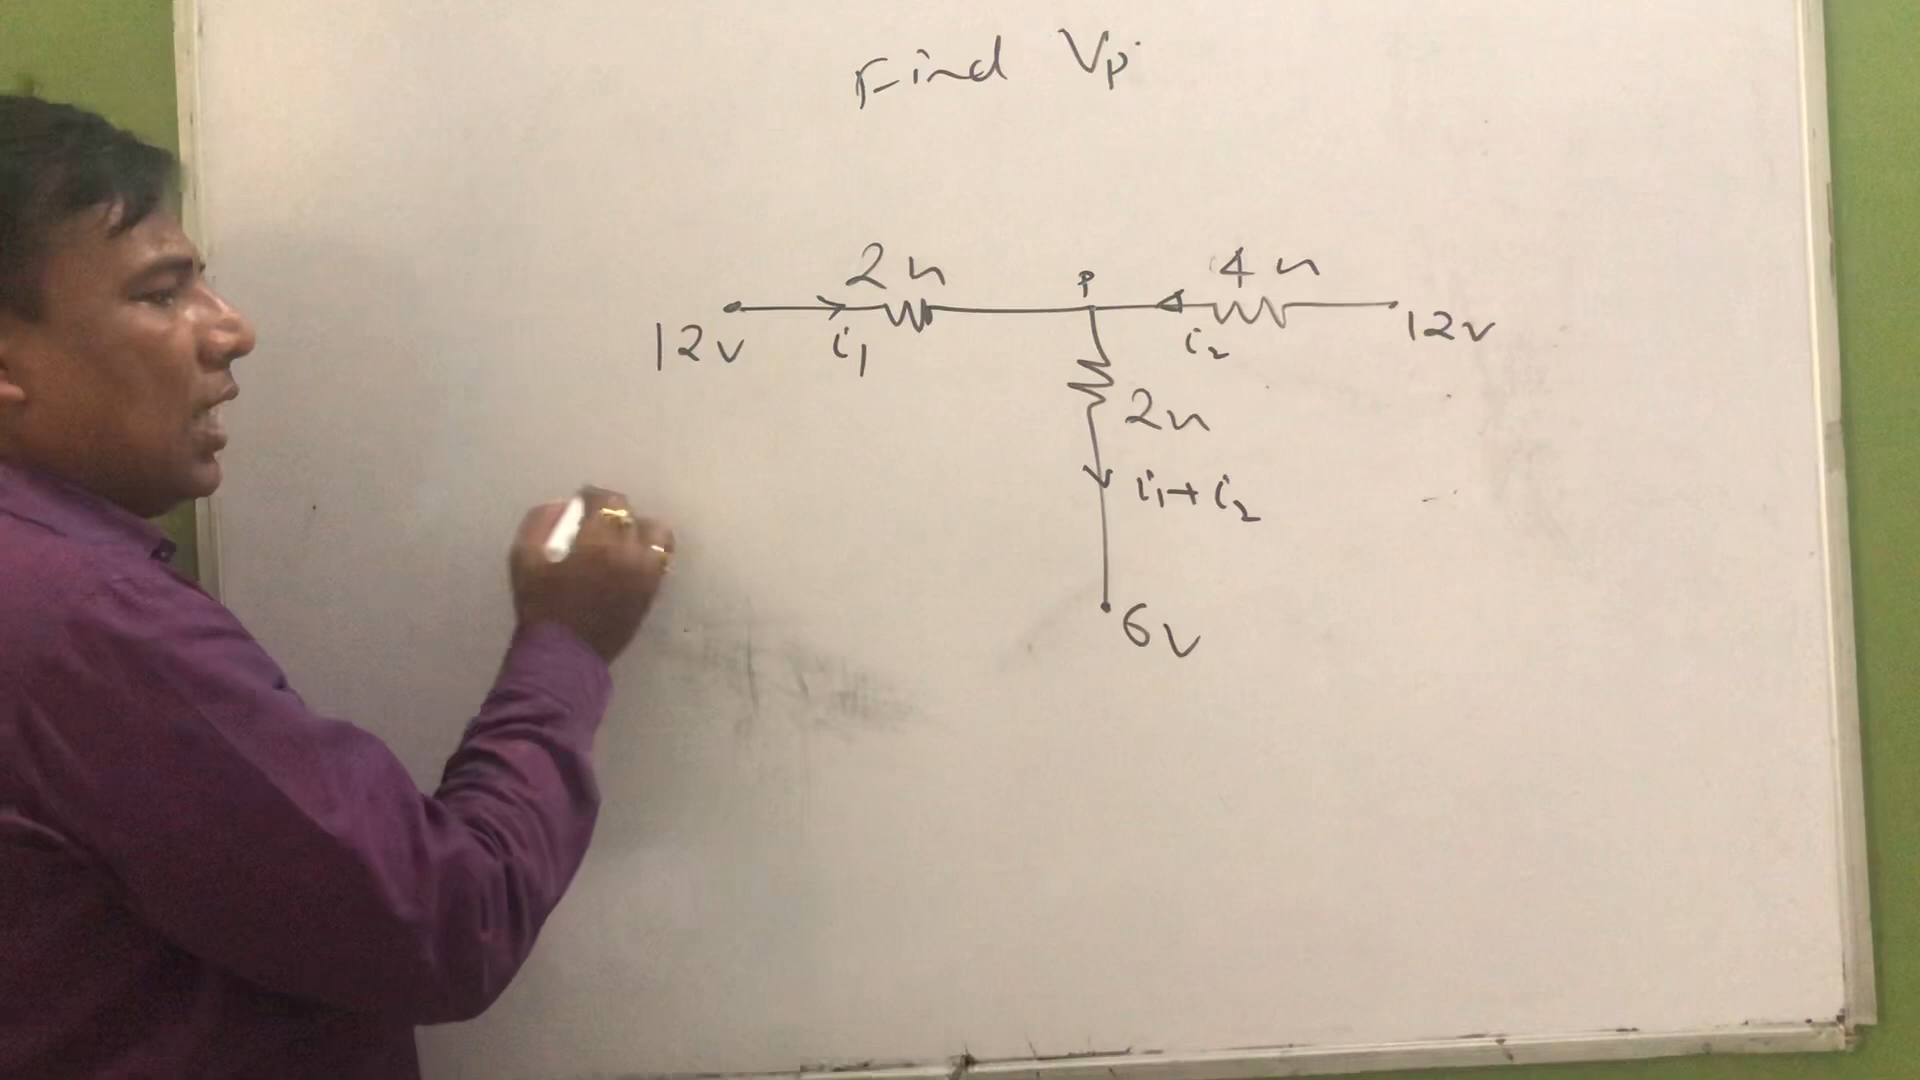 Find Vp
2Ω P 4Ω
12v i₁ i₂ 12v
2Ω
i₁+i₂
6v